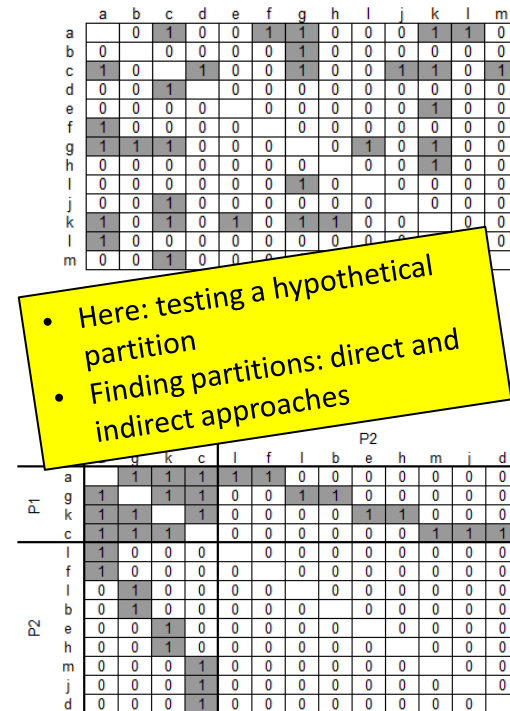 a b c d e f g h I j k l m
a 0 1 0 0 1 1 0 0 0 1 1 0
b 0 0 0 0 0 1 0 0 0 0 0 0
c 1 0 1 0 0 1 0 0 1 1 0 1
d 0 0 1 0 0 0 0 0 0 0 0 0
e 0 0 0 0 0 0 0 0 0 1 0 0
f 1 0 0 0 0 0 0 0 0 0 0 0
g 1 1 1 0 0 0 0 1 0 1 0 0
h 0 0 0 0 0 0 0 0 0 1 0 0
I 0 0 0 0 0 0 1 0 0 0 0 0
j 0 0 1 0 0 0 0 0 0 0 0 0
k 1 0 1 0 1 0 1 1 0 0 0 0
l 1 0 0 0 0 0 0 0 0 0
m 0 0 1 0 0
• Here: testing a hypothetical
partition
• Finding partitions: direct and
indirect approaches
P2
g k c l f I b e h m j d
P1
a 1 1 1 1 1 0 0 0 0 0 0 0
g 1 1 1 0 0 1 1 0 0 0 0 0
k 1 1 1 0 0 0 0 1 1 0 0 0
c 1 1 1 0 0 0 0 0 0 1 1 1
P2
l 1 0 0 0 0 0 0 0 0 0 0 0
f 1 0 0 0 0 0 0 0 0 0 0 0
I 0 1 0 0 0 0 0 0 0 0 0 0
b 0 1 0 0 0 0 0 0 0 0 0 0
e 0 0 1 0 0 0 0 0 0 0 0 0
h 0 0 1 0 0 0 0 0 0 0 0 0
m 0 0 0 1 0 0 0 0 0 0 0 0
j 0 0 0 1 0 0 0 0 0 0 0 0
d 0 0 0 1 0 0 0 0 0 0 0 0